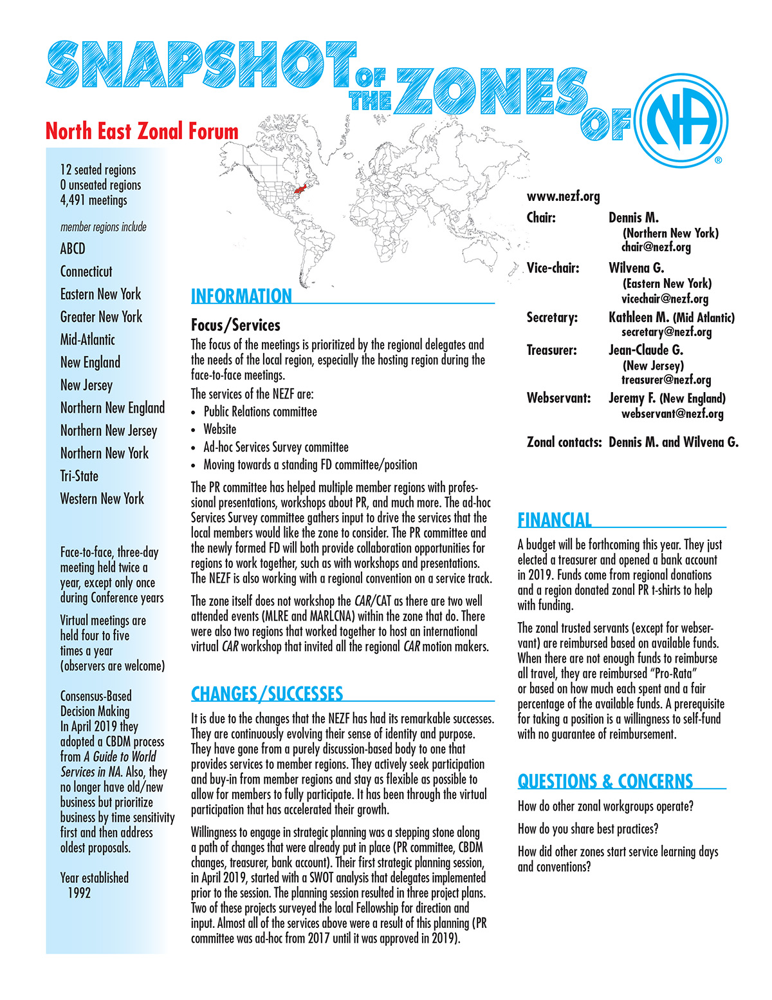 SNAPSHOT OF THE ZONES OF NA
®
North East Zonal Forum
12 seated regions
0 unseated regions
4,491 meetings
member regions include
ABCD
Connecticut
Eastern New York
Greater New York
Mid-Atlantic
New England
New Jersey
Northern New England
Northern New Jersey
Northern New York
Tri-State
Western New York
Face-to-face, three-day
meeting held twice a
year, except only once
during Conference years
Virtual meetings are
held four to five
times a year
(observers are welcome)
Consensus-Based
Decision Making
In April 2019 they
adopted a CBDM process
from A Guide to World
Services in NA. Also, they
no longer have old/new
business but prioritize
business by time sensitivity
first and then address
oldest proposals.
Year established
1992
INFORMATION
Focus/Services
The focus of the meetings is prioritized by the regional delegates and
the needs of the local region, especially the hosting region during the
face-to-face meetings.
The services of the NEZF are:
• Public Relations committee
• Website
• Ad-hoc Services Survey committee
• Moving towards a standing FD committee/position
The PR committee has helped multiple member regions with profes-
sional presentations, workshops about PR, and much more. The ad-hoc
Services Survey committee gathers input to drive the services that the
local members would like the zone to consider. The PR committee and
the newly formed FD will both provide collaboration opportunities for
regions to work together, such as with workshops and presentations.
The NEZF is also working with a regional convention on a service track.
The zone itself does not workshop the CAR/CAT as there are two well
attended events (MLRE and MARLCNA) within the zone that do. There
were also two regions that worked together to host an international
virtual CAR workshop that invited all the regional CAR motion makers.
CHANGES/SUCCESSES
It is due to the changes that the NEZF has had its remarkable successes.
They are continuously evolving their sense of identity and purpose.
They have gone from a purely discussion-based body to one that
provides services to member regions. They actively seek participation
and buy-in from member regions and stay as flexible as possible to
allow for members to fully participate. It has been through the virtual
participation that has accelerated their growth.
Willingness to engage in strategic planning was a stepping stone along
a path of changes that were already put in place (PR committee, CBDM
changes, treasurer, bank account). Their first strategic planning session,
in April 2019, started with a SWOT analysis that delegates implemented
prior to the session. The planning session resulted in three project plans.
Two of these projects surveyed the local Fellowship for direction and
input. Almost all of the services above were a result of this planning (PR
committee was ad-hoc from 2017 until it was approved in 2019).
www.nezf.org
Chair: Dennis M.
(Northern New York)
chair@nezf.org
Vice-chair: Wilvena G.
(Eastern New York)
vicechair@nezf.org
Secretary: Kathleen M. (Mid Atlantic)
secretary@nezf.org
Treasurer: Jean-Claude G.
(New Jersey)
treasurer@nezf.org
Webservant: Jeremy F. (New England)
webservant@nezf.org
Zonal contacts: Dennis M. and Wilvena G.
FINANCIAL
A budget will be forthcoming this year. They just
elected a treasurer and opened a bank account
in 2019. Funds come from regional donations
and a region donated zonal PR t-shirts to help
with funding.
The zonal trusted servants (except for webser-
vant) are reimbursed based on available funds.
When there are not enough funds to reimburse
all travel, they are reimbursed “Pro-Rata”
or based on how much each spent and a fair
percentage of the available funds. A prerequisite
for taking a position is a willingness to self-fund
with no guarantee of reimbursement.
QUESTIONS & CONCERNS
How do other zonal workgroups operate?
How do you share best practices?
How did other zones start service learning days
and conventions?